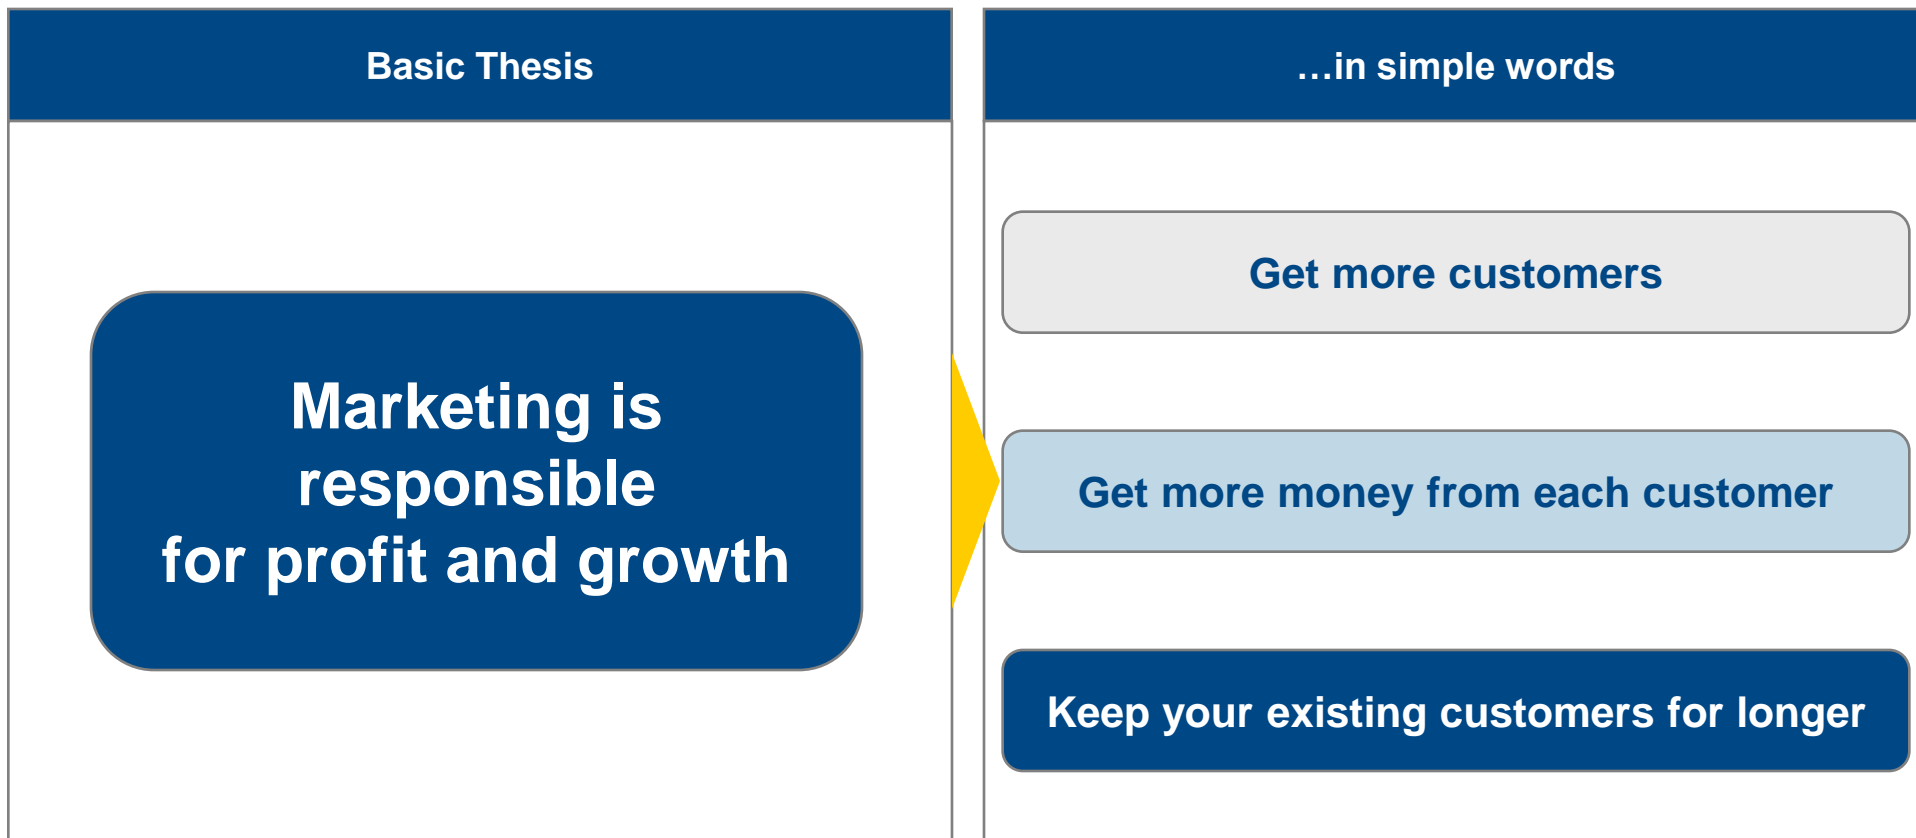 Basic Thesis
Marketing is
responsible
for profit and growth
…in simple words
Get more customers
Get more money from each customer
Keep your existing customers for longer